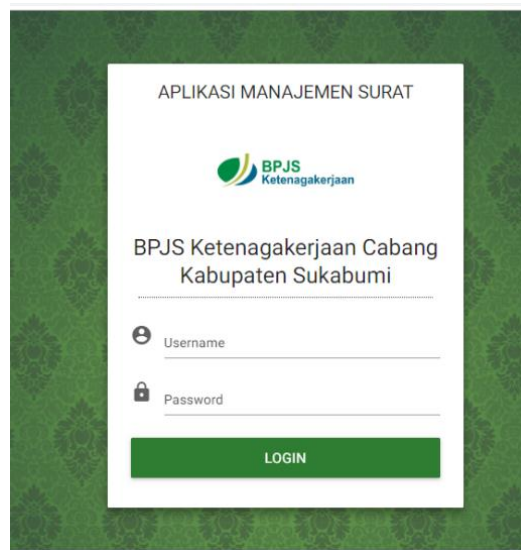 APLIKASI MANAJEMEN SURAT
BPJS
Ketenagakerjaan
BPJS Ketenagakerjaan Cabang
Kabupaten Sukabumi
Username
Password
LOGIN